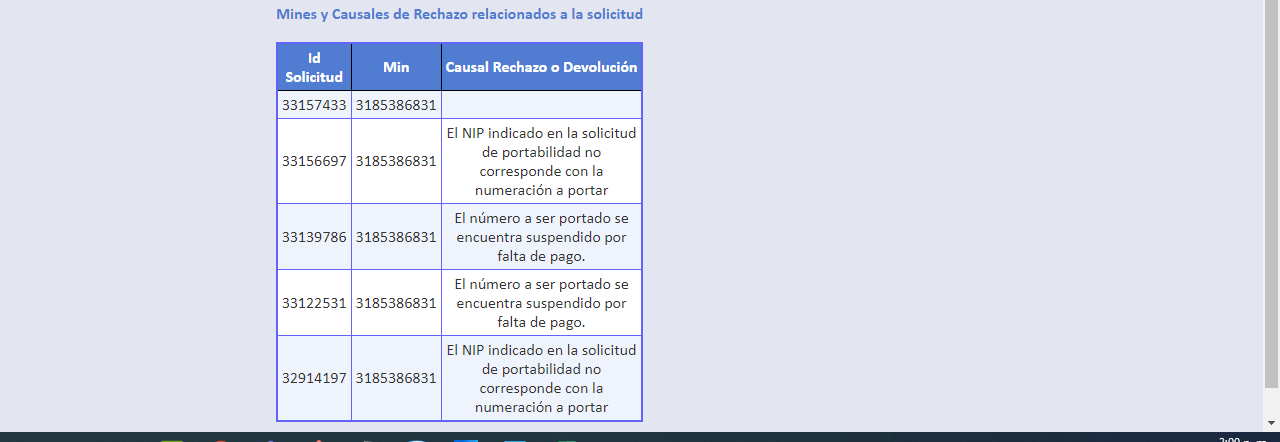 Mines y Causales de Rechazo relacionados a la solicitud
Id
Solicitud
Min
Causal Rechazo o Devolución
33157433 3185386831
33156697 3185386831
El NIP indicado en la solicitud
de portabilidad no
corresponde con la
numeración a portar
33139786 3185386831
El número a ser portado se
encuentra suspendido por
falta de pago.
33122531 3185386831
El número a ser portado se
encuentra suspendido por
falta de pago.
32914197 3185386831
El NIP indicado en la solicitud
de portabilidad no
corresponde con la
numeración a portar